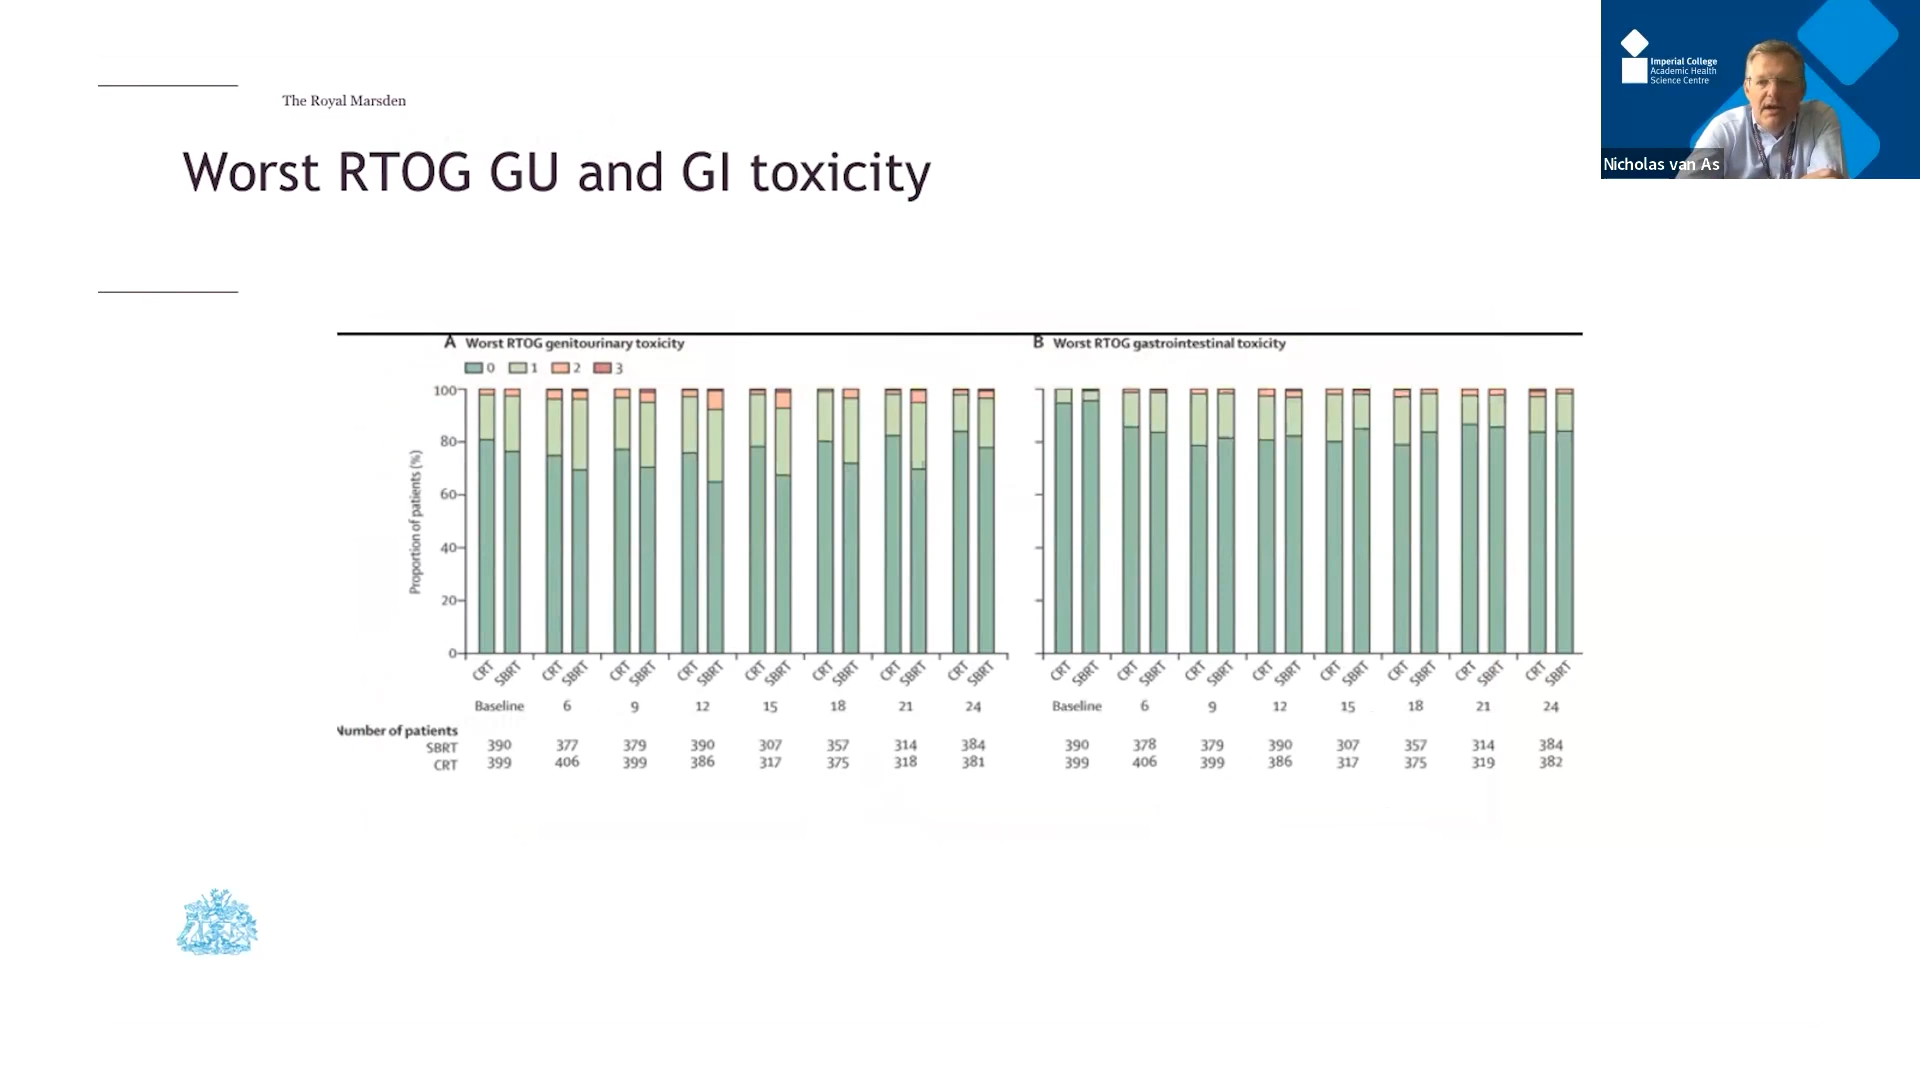 The Royal Marsden
Worst RTOG GU and GI toxicity
Imperial College
Academic Health
Science Centre
Nicholas van As
A Worst RTOG genitourinary toxicity
0 1 2 3
Proportion of patients (%)
100
80
60
40
20
0
CRT SBRT CRT SBRT CRT SBRT CRT SBRT CRT SBRT CRT SBRT CRT SBRT CRT SBRT
Baseline 6 9 12 15 18 21 24
Number of patients
SBRT 390 377 379 390 307 357 314 384
CRT 399 406 399 386 317 375 318 381
B Worst RTOG gastrointestinal toxicity
CRT SBRT CRT SBRT CRT SBRT CRT SBRT CRT SBRT CRT SBRT CRT SBRT CRT SBRT
Baseline 6 9 12 15 18 21 24
390 378 379 390 307 357 314 384
399 406 399 386 317 375 319 382